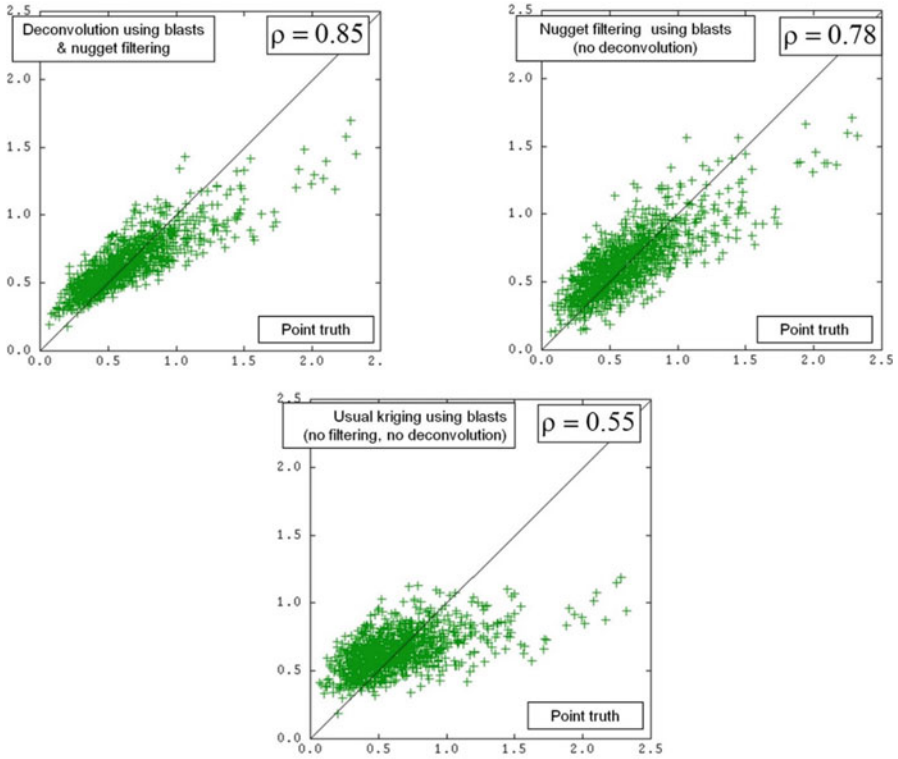 2.5
Deconvolution using blasts
& nugget filtering
ρ = 0.85
2.0
1.5
1.0
0.5
0.0
Point truth
0.0 0.5 1.0 1.5 2.0 2.
2.5
Nugget filtering using blasts
(no deconvolution)
ρ = 0.78
2.0
1.5
1.0
0.5
0.0
Point truth
0.0 0.5 1.0 1.5 2.0 2.5
2.5
Usual kriging using blasts
(no filtering, no deconvolution)
ρ = 0.55
2.0
1.5
1.0
0.5
0.0
Point truth
0.0 0.5 1.0 1.5 2.0 2.5